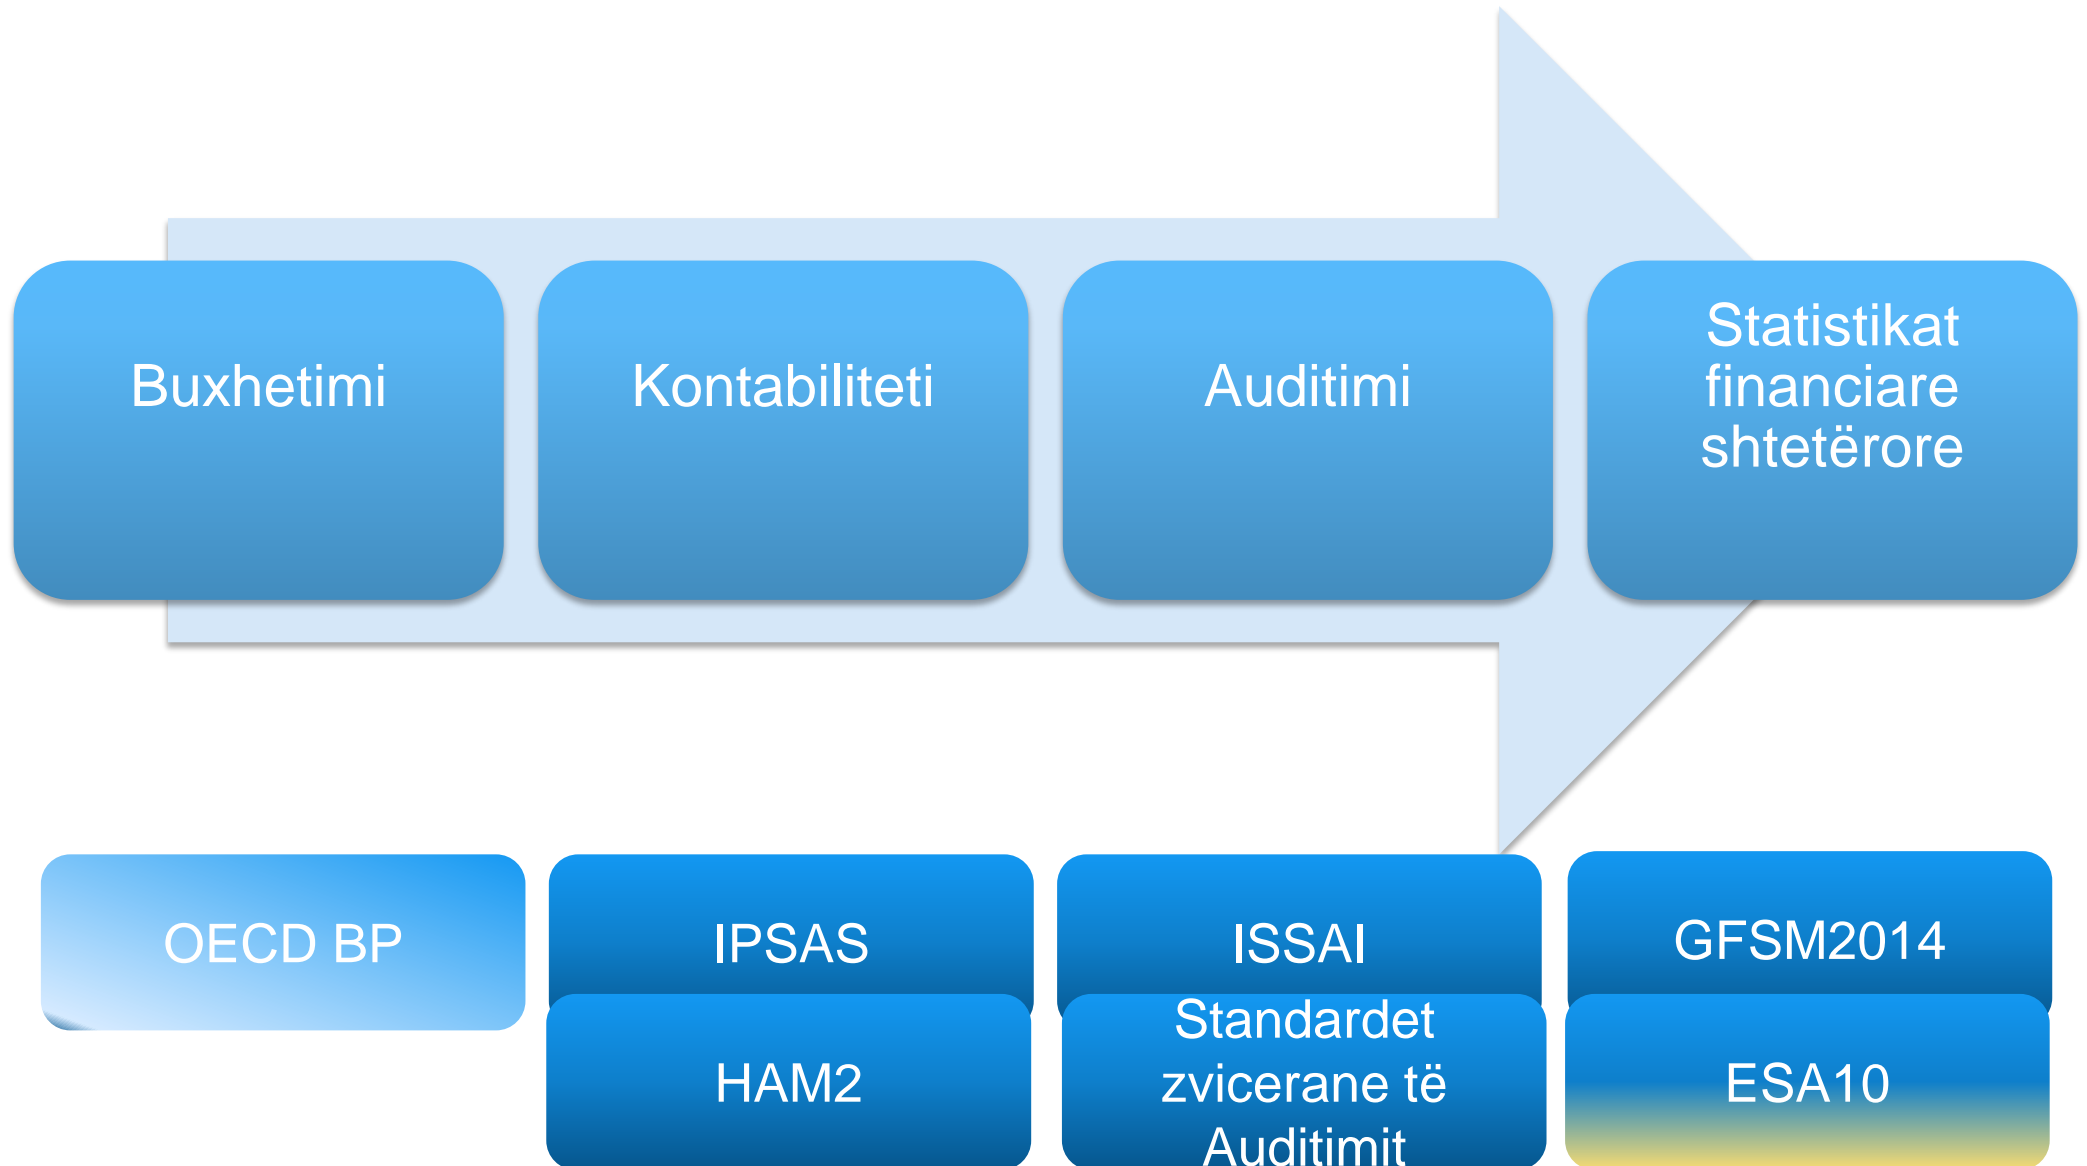 Buxhetimi
Kontabiliteti
Auditimi
Statistikat
financiare
shtetërore
OECD BP
IPSAS
ISSAI
GFSM2014
HAM2
Standardet
zvicerane të
Auditimit
ESA10